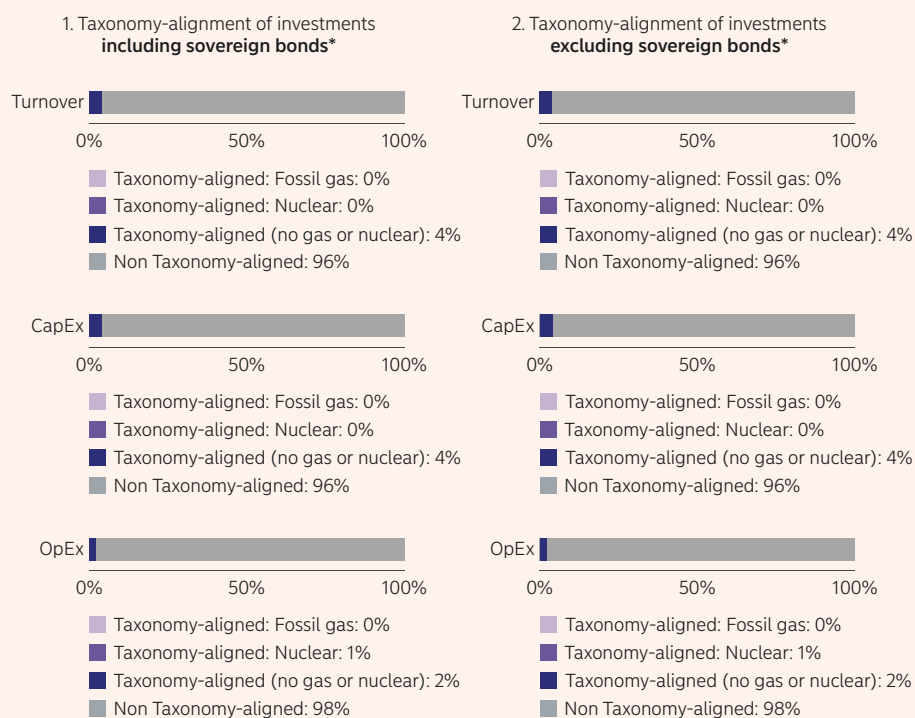 1. Taxonomy-alignment of investments
including sovereign bonds*
Turnover
0% 50% 100%
Taxonomy-aligned: Fossil gas: 0%
Taxonomy-aligned: Nuclear: 0%
Taxonomy-aligned (no gas or nuclear): 4%
Non Taxonomy-aligned: 96%
CapEx
0% 50% 100%
Taxonomy-aligned: Fossil gas: 0%
Taxonomy-aligned: Nuclear: 0%
Taxonomy-aligned (no gas or nuclear): 4%
Non Taxonomy-aligned: 96%
OpEx
0% 50% 100%
Taxonomy-aligned: Fossil gas: 0%
Taxonomy-aligned: Nuclear: 1%
Taxonomy-aligned (no gas or nuclear): 2%
Non Taxonomy-aligned: 98%
2. Taxonomy-alignment of investments
excluding sovereign bonds*
Turnover
0% 50% 100%
Taxonomy-aligned: Fossil gas: 0%
Taxonomy-aligned: Nuclear: 0%
Taxonomy-aligned (no gas or nuclear): 4%
Non Taxonomy-aligned: 96%
CapEx
0% 50% 100%
Taxonomy-aligned: Fossil gas: 0%
Taxonomy-aligned: Nuclear: 0%
Taxonomy-aligned (no gas or nuclear): 4%
Non Taxonomy-aligned: 96%
OpEx
0% 50% 100%
Taxonomy-aligned: Fossil gas: 0%
Taxonomy-aligned: Nuclear: 1%
Taxonomy-aligned (no gas or nuclear): 2%
Non Taxonomy-aligned: 98%